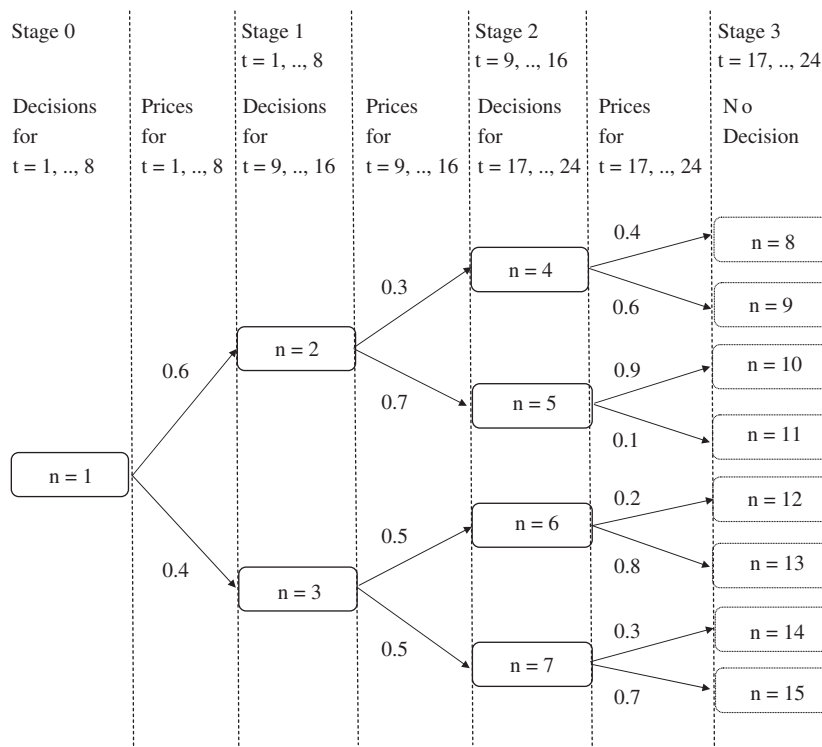 Stage 0
Stage 1
t = 1, .., 8
Stage 2
t = 9, .., 16
Stage 3
t = 17, .., 24
Decisions
for
t = 1, .., 8
Prices
for
t = 1, .., 8
Decisions
for
t = 9, .., 16
Prices
for
t = 9, .., 16
Decisions
for
t = 17, .., 24
Prices
for
t = 17, .., 24
No
Decision
n = 1
0.6
0.4
n = 2
n = 3
0.3
0.7
0.5
0.5
n = 4
n = 5
n = 6
n = 7
0.4
0.6
0.9
0.1
0.2
0.8
0.3
0.7
n = 8
n = 9
n = 10
n = 11
n = 12
n = 13
n = 14
n = 15